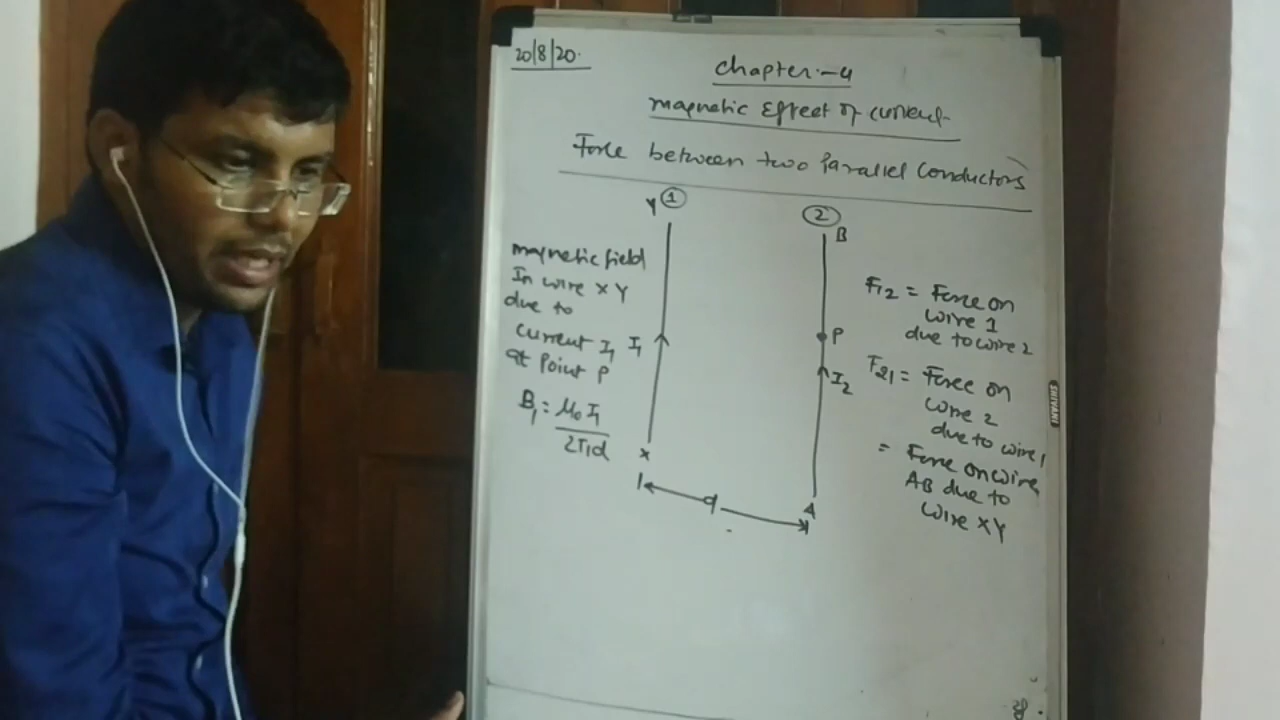 20/8/20.
chapter:-4
magnetic Effect of current
Force between two parallel conductors
Y 1
2
B
magnetic field
In wire XY
due to
current I1
at point P
B1 = μ0 I1
2πd
I1
x
d
P
I2
A
F12 = Force on
wire 1
due to wire 2
F21 = Force on
wire 2
due to wire 1
= Force on wire
AB due to
wire XY
SHIVANI